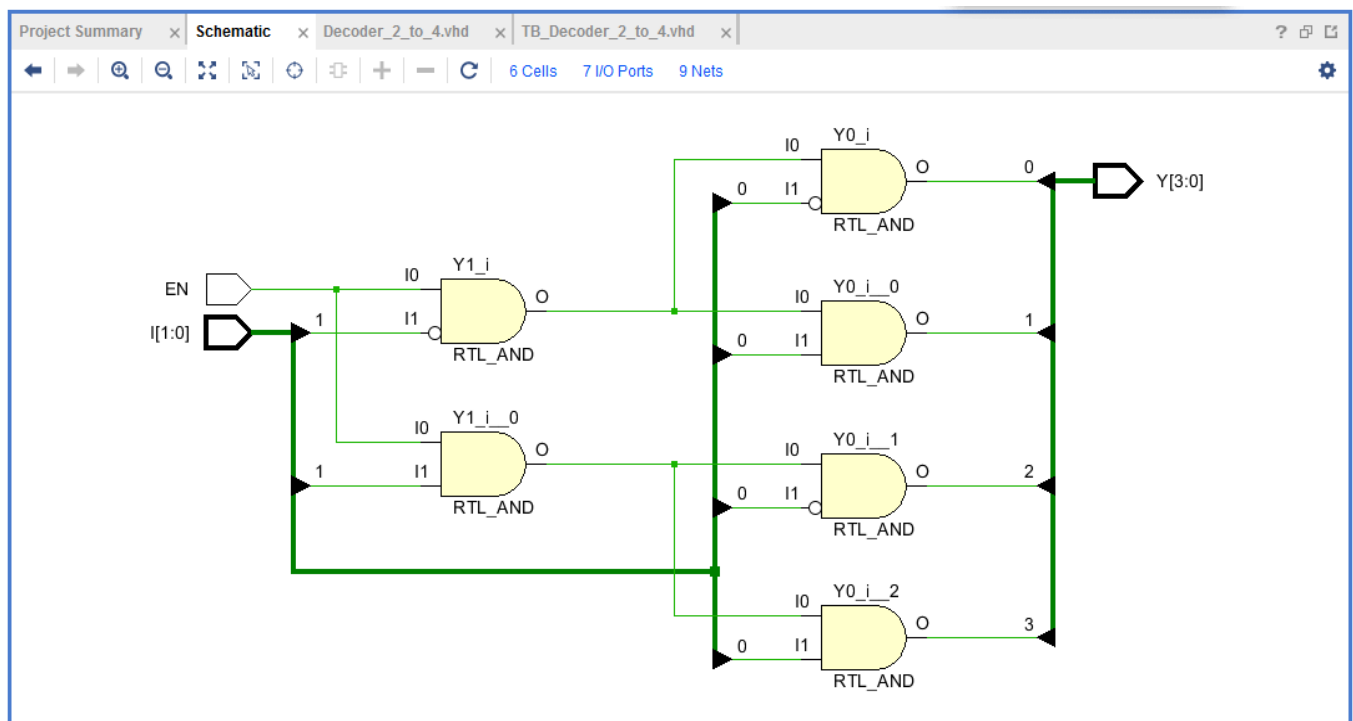 Project Summary × Schematic × Decoder_2_to_4.vhd × TB_Decoder_2_to_4.vhd × ?
6 Cells 7 I/O Ports 9 Nets
Y0_i
I0 O 0 Y[3:0]
0 I1
RTL_AND
Y1_i
EN I0 O
I[1:0] 1 I1
RTL_AND
Y0_i__0
I0 O 1
0 I1
RTL_AND
Y1_i__0
I0 O
1 I1
RTL_AND
Y0_i__1
I0 O 2
0 I1
RTL_AND
Y0_i__2
I0 O 3
0 I1
RTL_AND